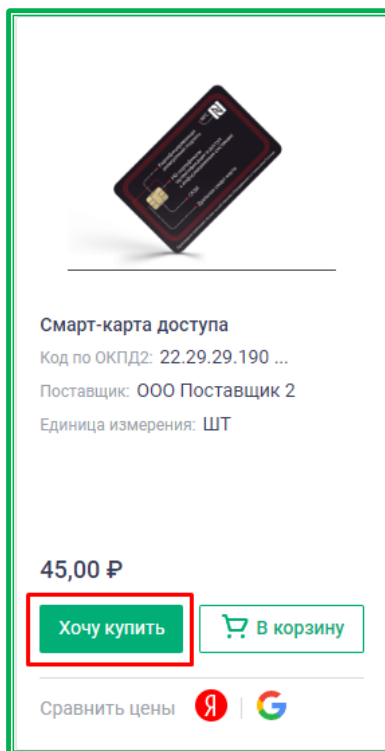 Смарт-карта доступа
Код по ОКПД2: 22.29.29.190 ...
Поставщик: ООО Поставщик 2
Единица измерения: ШТ
45,00 ₽
Хочу купить
В корзину
Сравнить цены Я